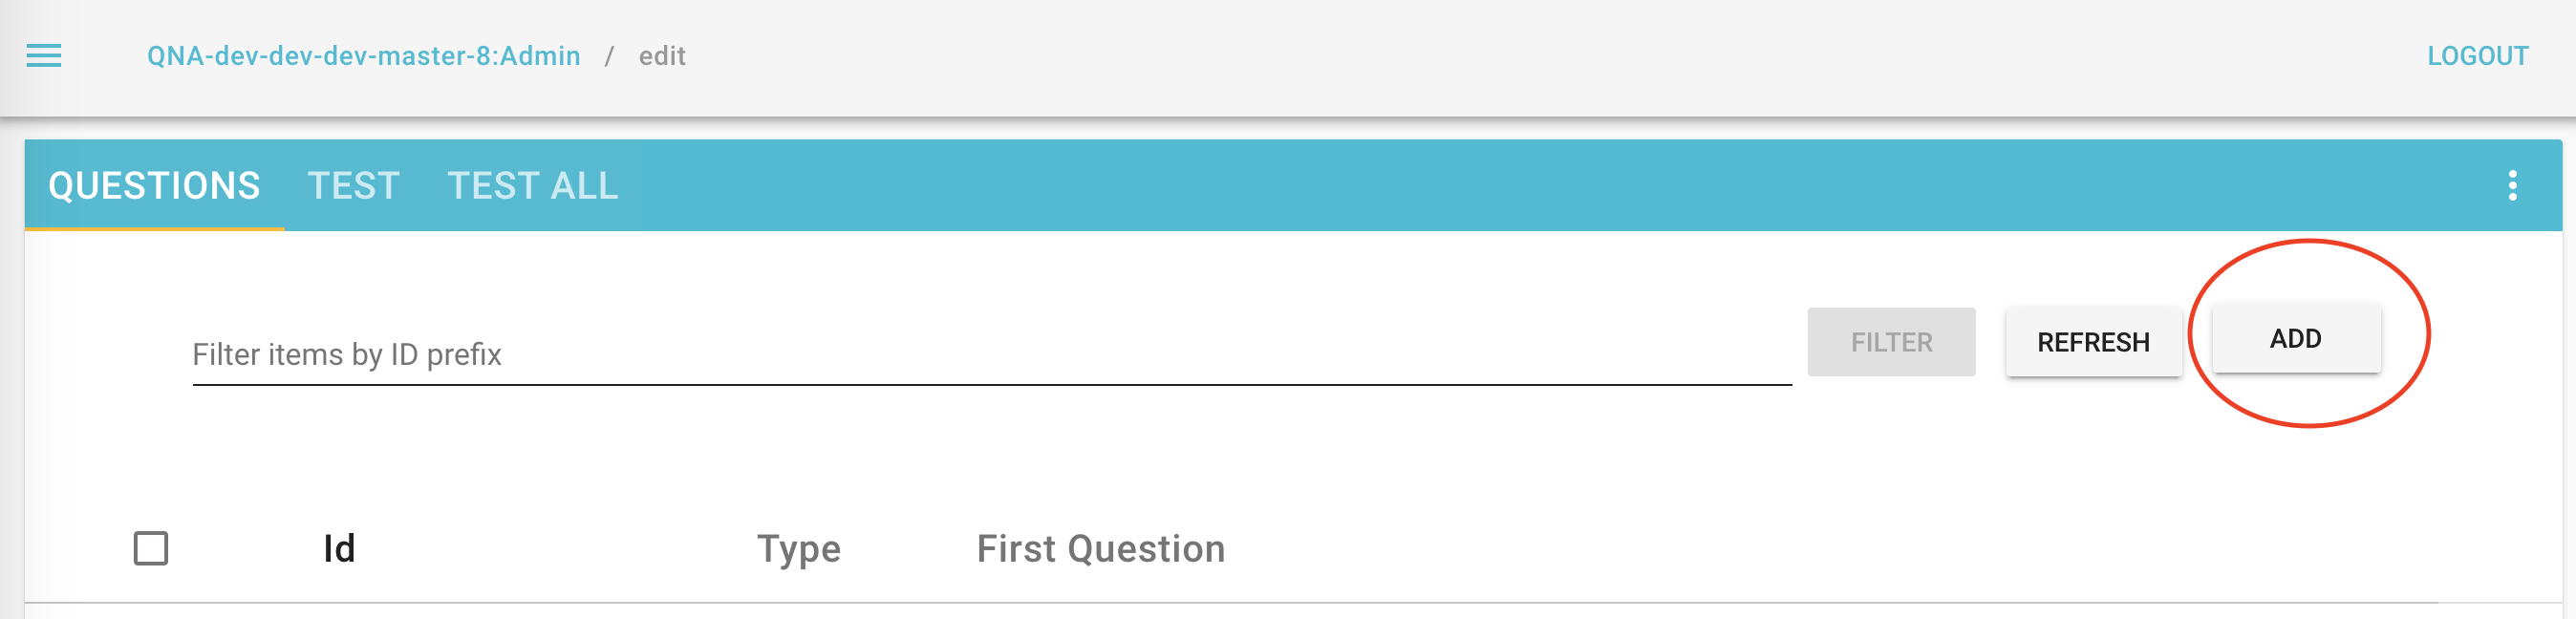 QNA-dev-dev-dev-master-8:Admin / edit LOGOUT
QUESTIONS TEST TEST ALL
Filter items by ID prefix FILTER REFRESH ADD
Id Type First Question